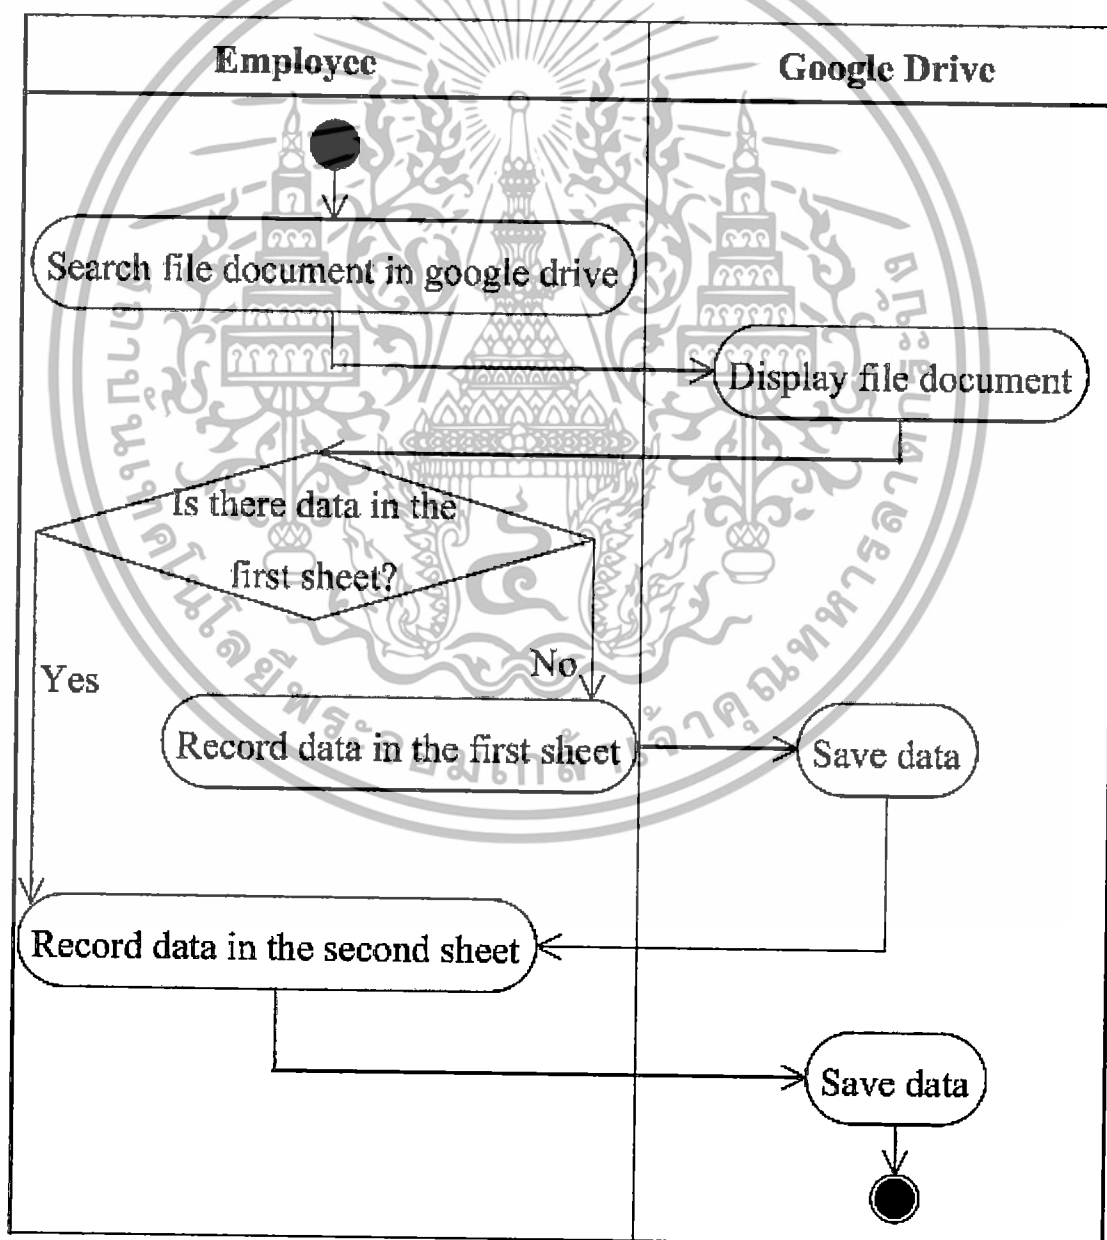 Employee
Google Drive
Search file document in google drive
Display file document
Is there data in the
first sheet?
Yes
No
Record data in the first sheet
Save data
Record data in the second sheet
Save data